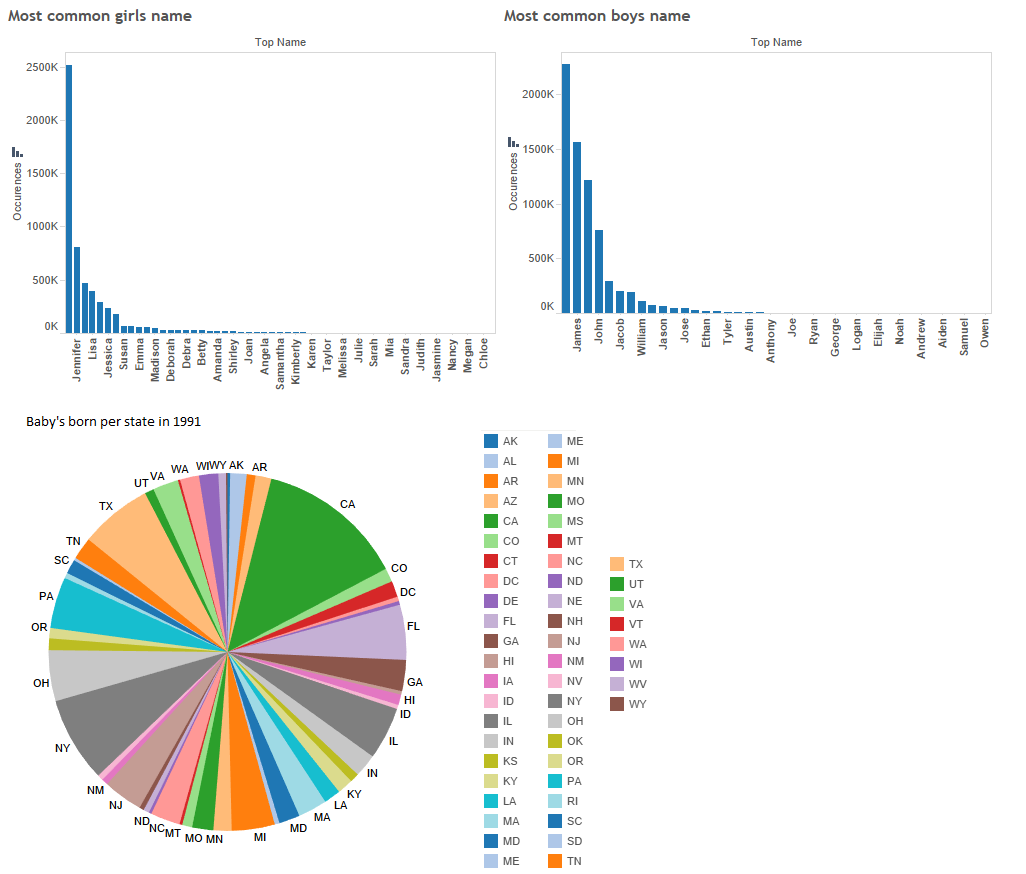 Most common girls name
Top Name
2500K
2000K
1500K
1000K
500K
0K
Occurences
Jennifer
Lisa
Jessica
Susan
Emma
Madison
Deborah
Debra
Betty
Amanda
Shirley
Joan
Angela
Samantha
Kimberly
Karen
Taylor
Melissa
Julie
Sarah
Mia
Sandra
Judith
Jasmine
Nancy
Megan
Chloe
Most common boys name
Top Name
2000K
1500K
1000K
500K
0K
Occurences
James
John
Jacob
William
Jason
Jose
Ethan
Tyler
Austin
Anthony
Joe
Ryan
George
Logan
Elijah
Noah
Andrew
Aiden
Samuel
Owen
Baby's born per state in 1991
AK
AR
CA
CO
DC
FL
GA
HI
ID
IL
IN
KY
LA
MA
MD
MI
MN
MO
MT
NC
ND
NJ
NM
NY
OH
OR
PA
SC
TN
TX
UT
VA
WA
WI
WY
AK
AL
AR
AZ
CA
CO
CT
DC
DE
FL
GA
HI
IA
ID
IL
IN
KS
KY
LA
MA
MD
ME
ME
MI
MN
MO
MS
MT
NC
ND
NE
NH
NJ
NM
NV
NY
OH
OK
OR
PA
RI
SC
SD
TN
TX
UT
VA
VT
WA
WI
WV
WY